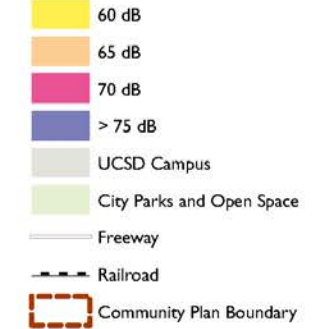 60 dB
65 dB
70 dB
> 75 dB
UCSD Campus
City Parks and Open Space
Freeway
Railroad
Community Plan Boundary